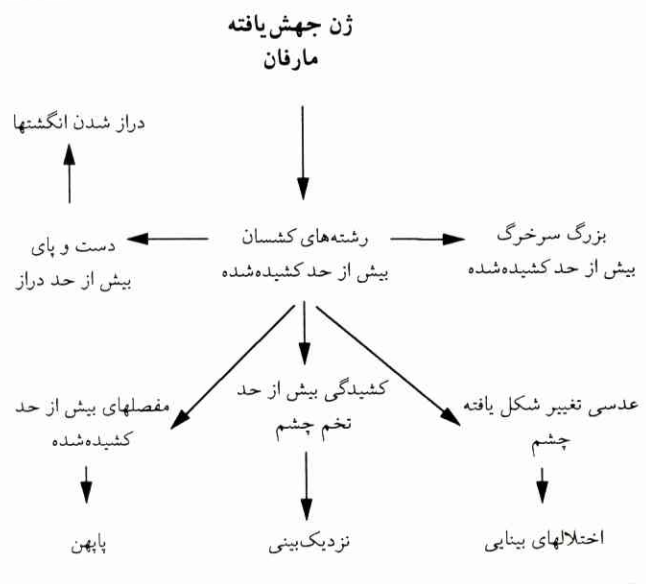 ژن جهش‌یافته
مارفان
دراز شدن انگشتها
بزرگ سرخرگ
بیش از حد کشیده‌شده
رشته‌های کشسان
بیش از حد کشیده‌شده
دست و پای
بیش از حد دراز
عدسی تغییر شکل یافته
چشم
کشیدگی بیش از حد
تخم چشم
مفصلهای بیش از حد
کشیده‌شده
اختلالهای بینایی
نزدیک‌بینی
پاپهن